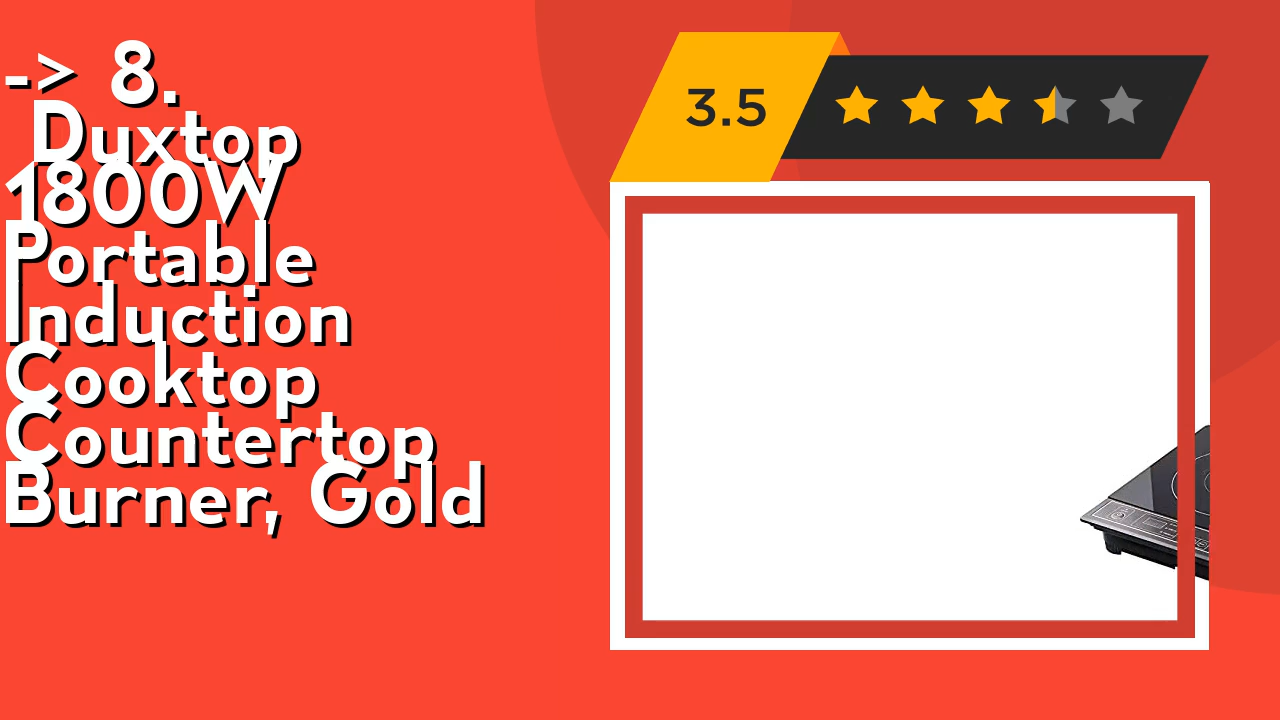 -> 8.
Duxtop
1800W
Portable
Induction
Cooktop
Countertop
Burner, Gold
3.5